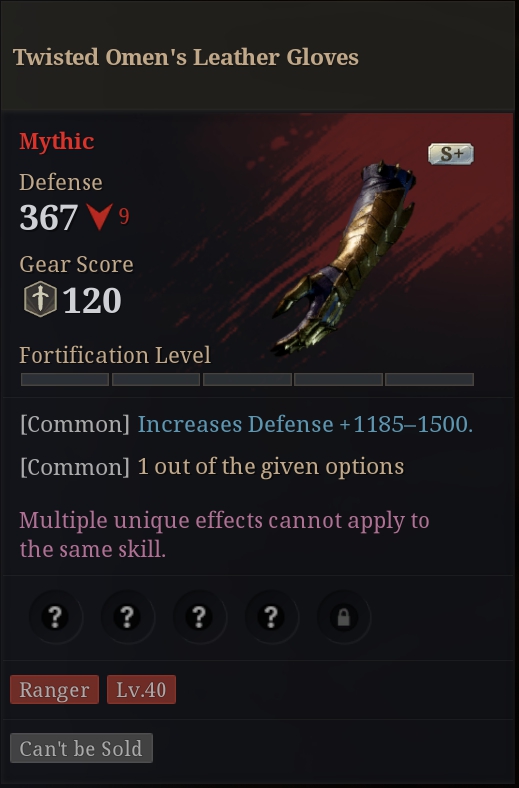 Twisted Omen's Leather Gloves
Mythic
S+
Defense
367 9
Gear Score
120
Fortification Level
[Common] Increases Defense +1185–1500.
[Common] 1 out of the given options
Multiple unique effects cannot apply to
the same skill.
? ? ? ?
Ranger Lv.40
Can't be Sold